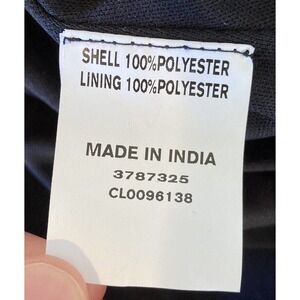 SHELL 100%POLYESTER
LINING 100%POLYESTER
MADE IN INDIA
3787325
CL0096138